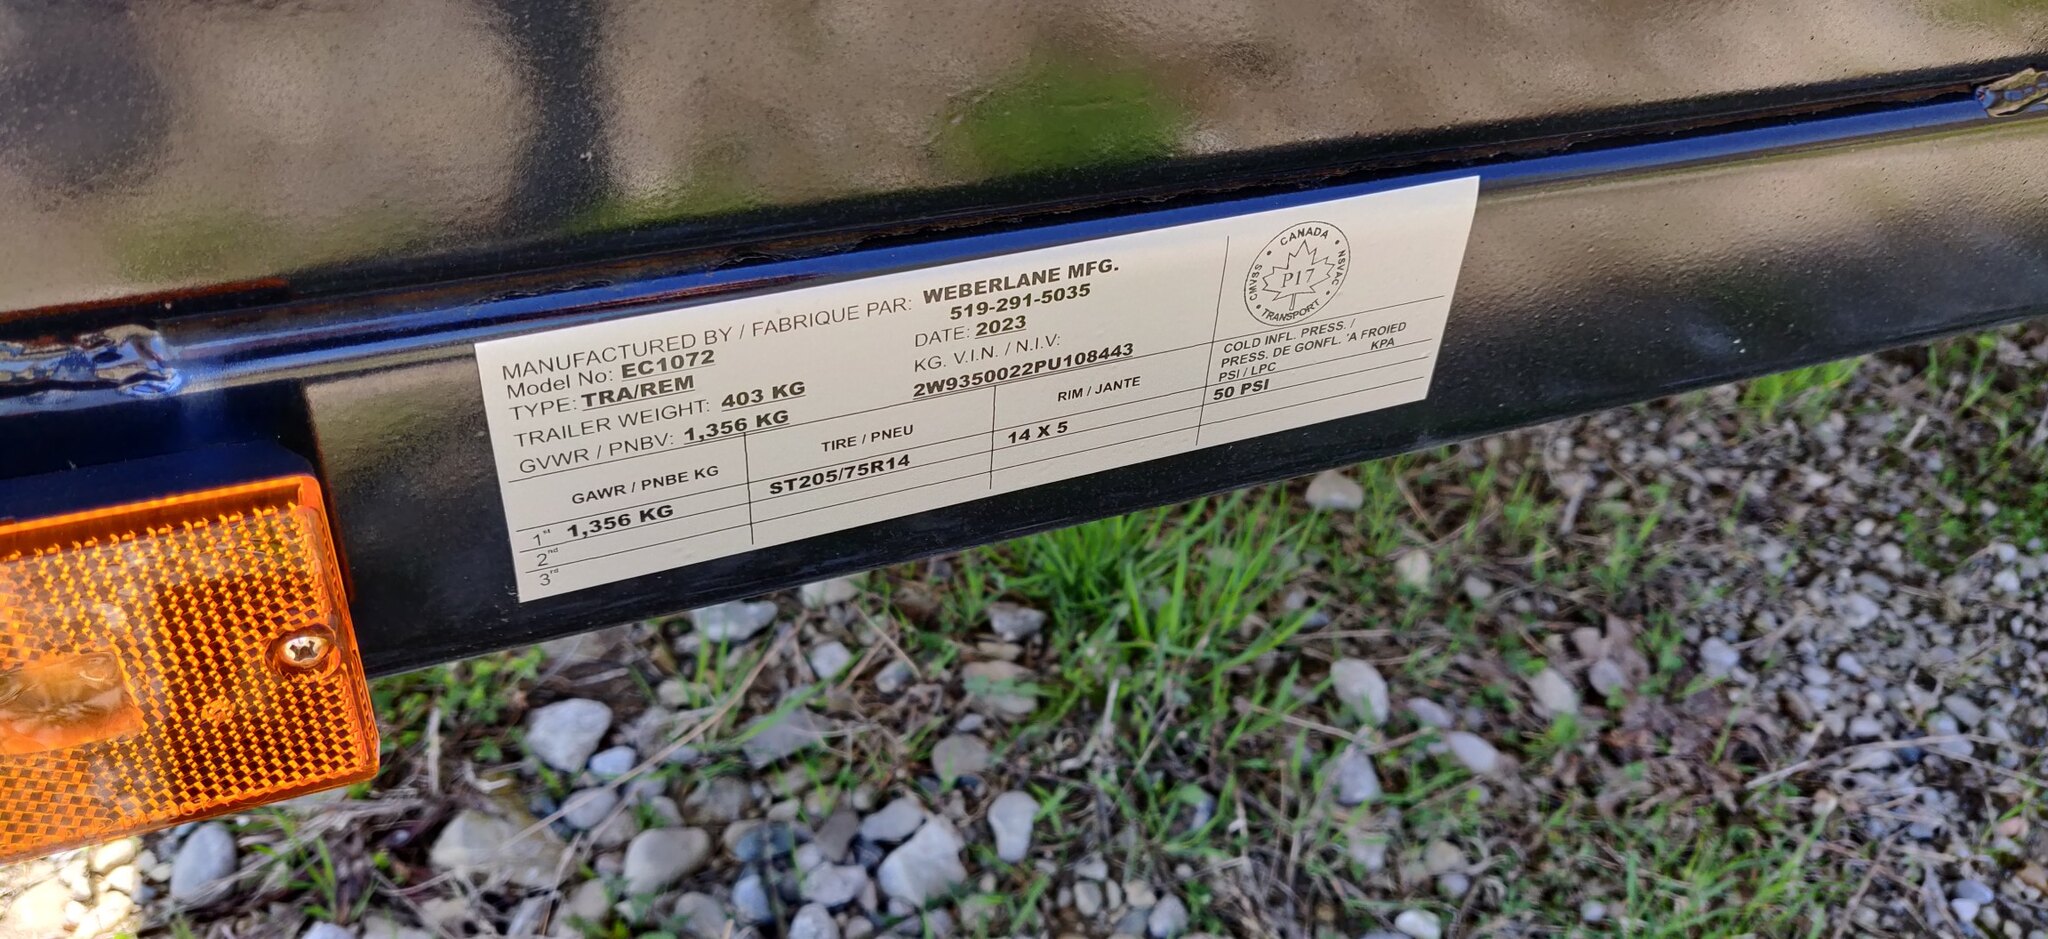 MANUFACTURED BY / FABRIQUE PAR: WEBERLANE MFG.
519-291-5035
Model No: EC1072
DATE: 2023
TYPE: TRA/REM
KG. V.I.N. / N.I.V:
TRAILER WEIGHT: 403 KG
2W9350022PU108443
GVWR / PNBV: 1,356 KG
CANADA
CMVSS
NSVAC
P17
TRANSPORT
GAWR / PNBE KG
TIRE / PNEU
RIM / JANTE
COLD INFL. PRESS. /
PRESS. DE GONFL. 'A FROIED
PSI / LPC KPA
1st 1,356 KG ST205/75R14 14 X 5 50 PSI
2nd
3rd